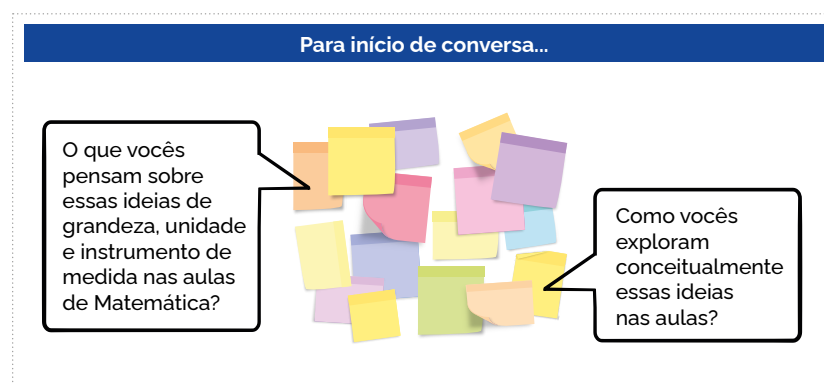 Para início de conversa...
O que vocês
pensam sobre
essas ideias de
grandeza, unidade
e instrumento de
medida nas aulas
de Matemática?
Como vocês
exploram
conceitualmente
essas ideias
nas aulas?